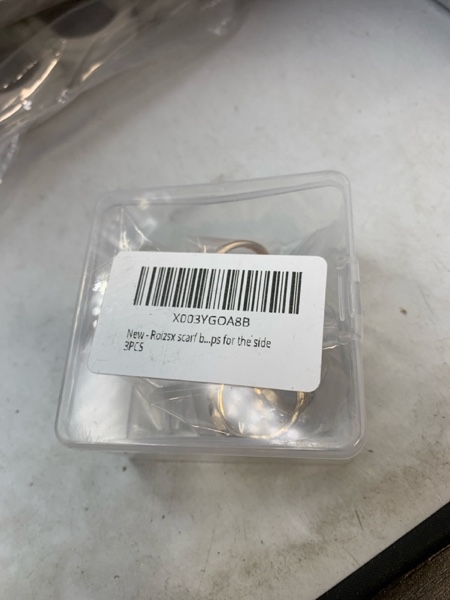 X003YGOA8B
New - Roizsx scarf b...ps for the side
3PCS